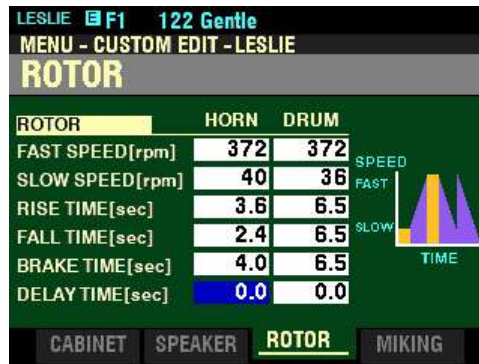 LESLIE E F1 122 Gentle
MENU - CUSTOM EDIT - LESLIE
ROTOR
ROTOR HORN DRUM
FAST SPEED[rpm] 372 372
SLOW SPEED[rpm] 40 36
RISE TIME[sec] 3.6 6.5
FALL TIME[sec] 2.4 6.5
BRAKE TIME[sec] 4.0 6.5
DELAY TIME[sec] 0.0 0.0
SPEED
FAST
SLOW
TIME
CABINET SPEAKER ROTOR MIKING